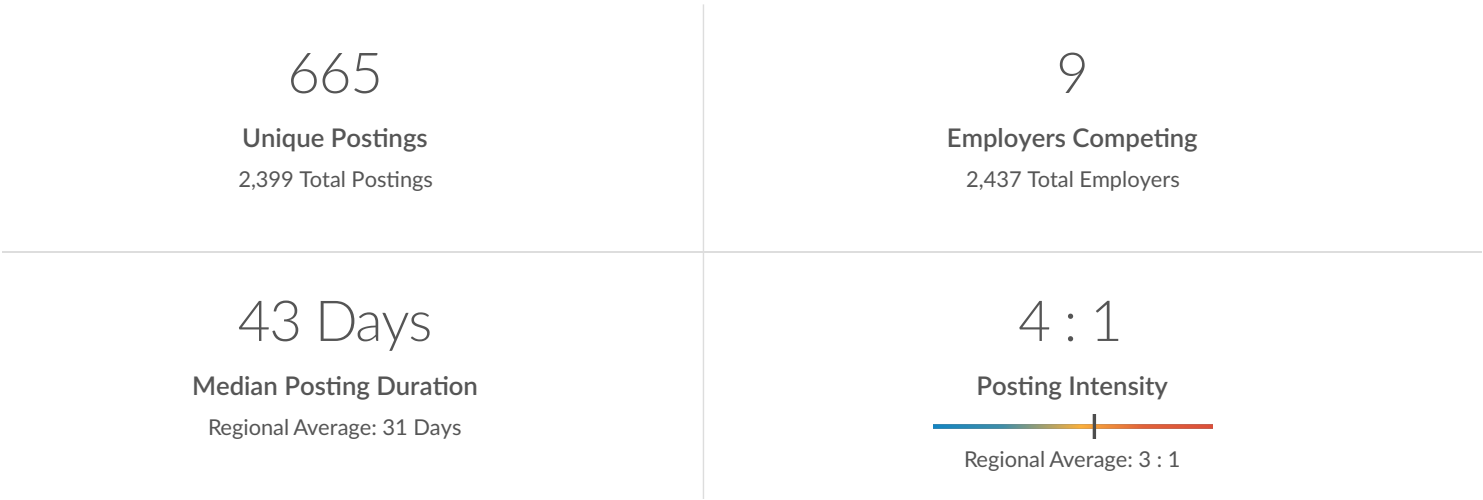 665
Unique Postings
2,399 Total Postings
9
Employers Competing
2,437 Total Employers
43 Days
Median Posting Duration
Regional Average: 31 Days
4 : 1
Posting Intensity
Regional Average: 3 : 1